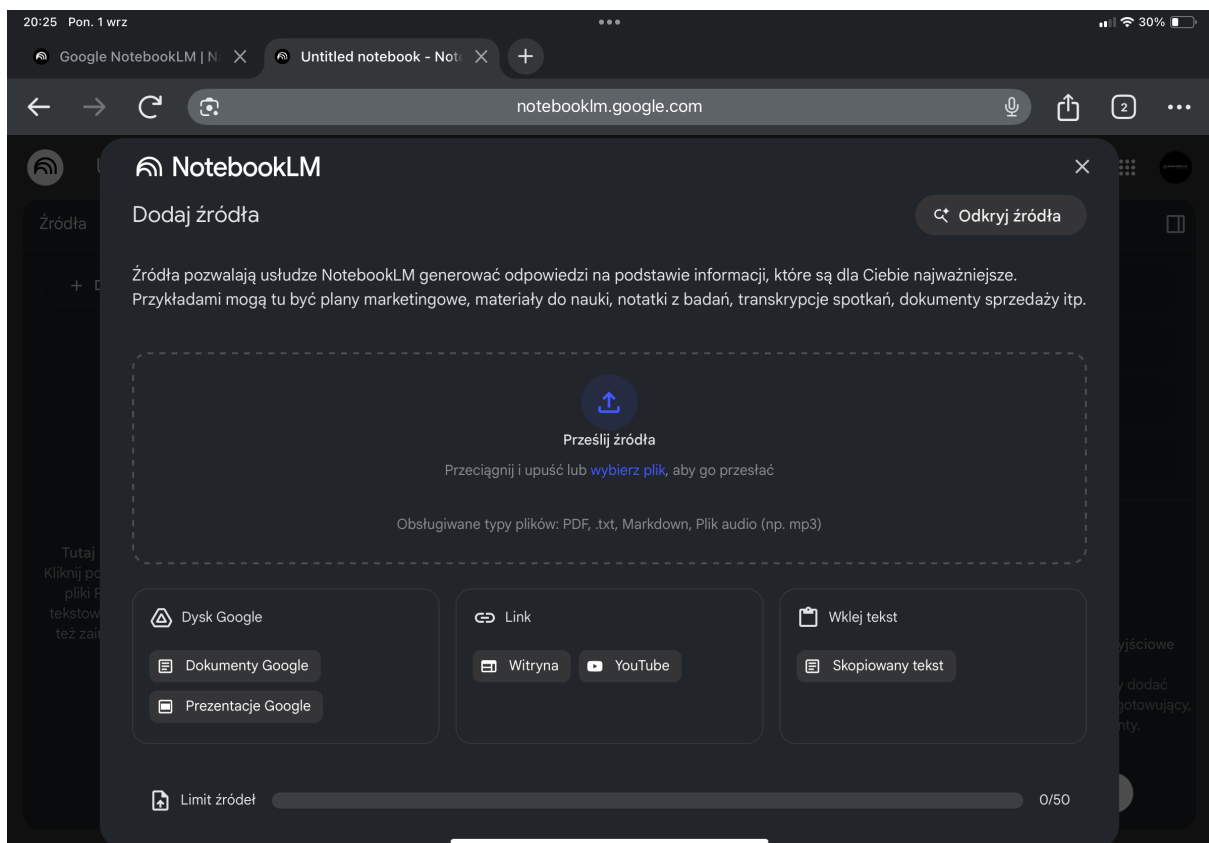 20:25 Pon. 1 wrz
30%
Google NotebookLM | N
Untitled notebook - Note
notebooklm.google.com
2
NotebookLM
Dodaj źródła
Odkryj źródła
Źródła
Źródła pozwalają usłudze NotebookLM generować odpowiedzi na podstawie informacji, które są dla Ciebie najważniejsze.
Przykładami mogą tu być plany marketingowe, materiały do nauki, notatki z badań, transkrypcje spotkań, dokumenty sprzedaży itp.
+ D
Prześlij źródła
Przeciągnij i upuść lub wybierz plik, aby go przesłać
Obsługiwane typy plików: PDF, .txt, Markdown, Plik audio (np. mp3)
Tutaj
Kliknij po
pliki P
tekstow
też zai
Dysk Google
Dokumenty Google
Prezentacje Google
Link
Witryna
YouTube
Wklej tekst
Skopiowany tekst
yjściowe
y dodać
gotowujący,
nty.
Limit źródeł
0/50